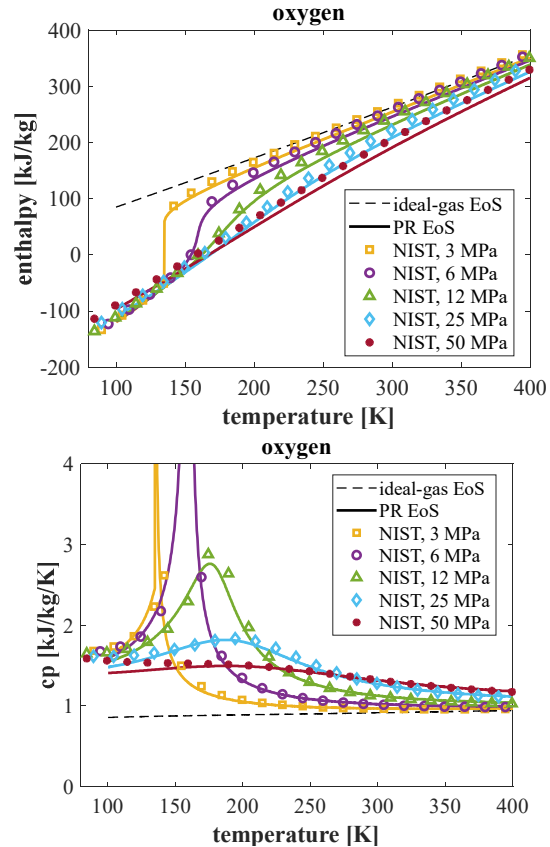 oxygen
enthalpy [kJ/kg]
400
300
200
100
0
-100
-200
ideal-gas EoS
PR EoS
NIST, 3 MPa
NIST, 6 MPa
NIST, 12 MPa
NIST, 25 MPa
NIST, 50 MPa
100 150 200 250 300 350 400
temperature [K]
oxygen
cp [kJ/kg/K]
4
3
2
1
0
ideal-gas EoS
PR EoS
NIST, 3 MPa
NIST, 6 MPa
NIST, 12 MPa
NIST, 25 MPa
NIST, 50 MPa
100 150 200 250 300 350 400
temperature [K]